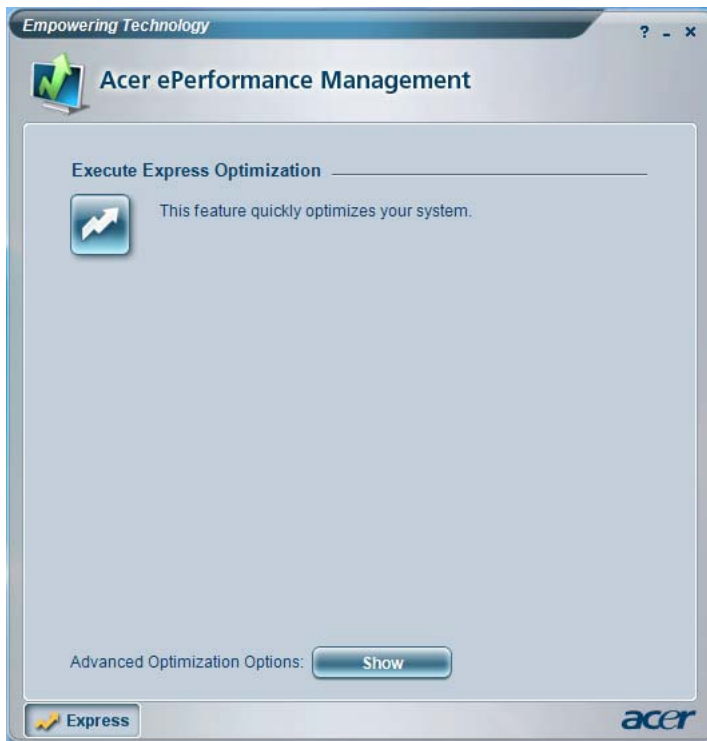 Empowering Technology
? - ×
Acer ePerformance Management
Execute Express Optimization
This feature quickly optimizes your system.
Advanced Optimization Options: Show
Express
acer